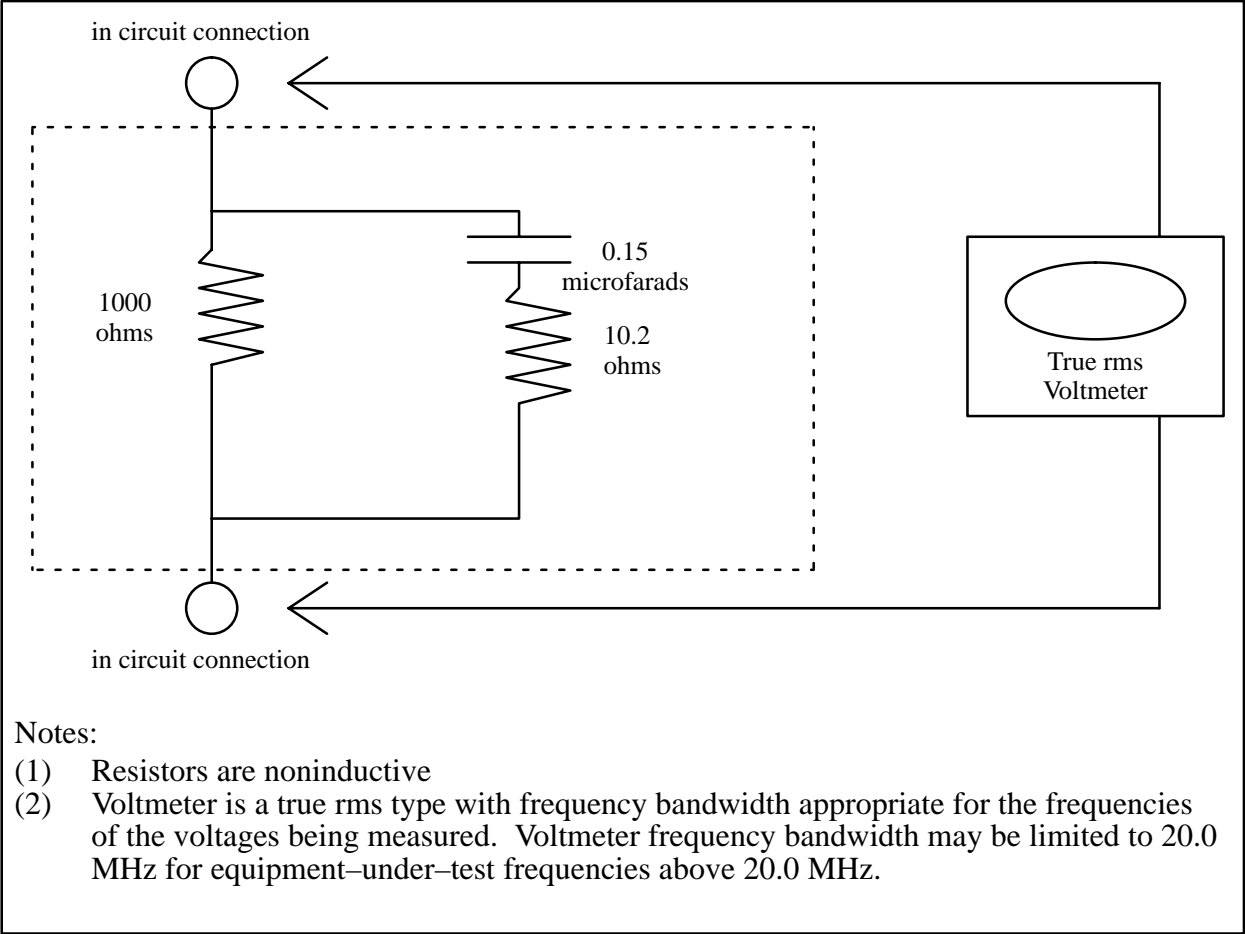 in circuit connection
0.15
microfarads
1000
ohms
10.2
ohms
True rms
Voltmeter
in circuit connection
Notes:
(1) Resistors are noninductive
(2) Voltmeter is a true rms type with frequency bandwidth appropriate for the frequencies
of the voltages being measured. Voltmeter frequency bandwidth may be limited to 20.0
MHz for equipment–under–test frequencies above 20.0 MHz.